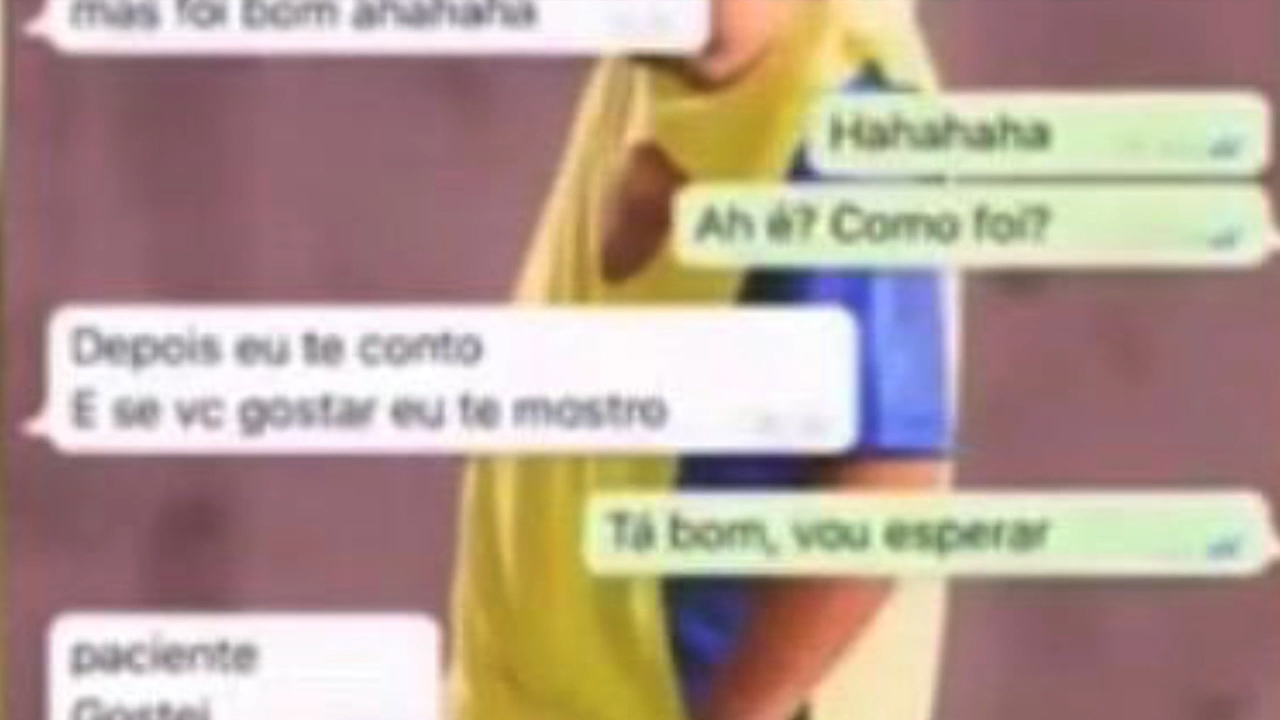 mas foi bom ahahaha
Hahahaha
Ah é? Como foi?
Depois eu te conto
E se vc gostar eu te mostro
Tá bom, vou esperar
paciente
Gostei